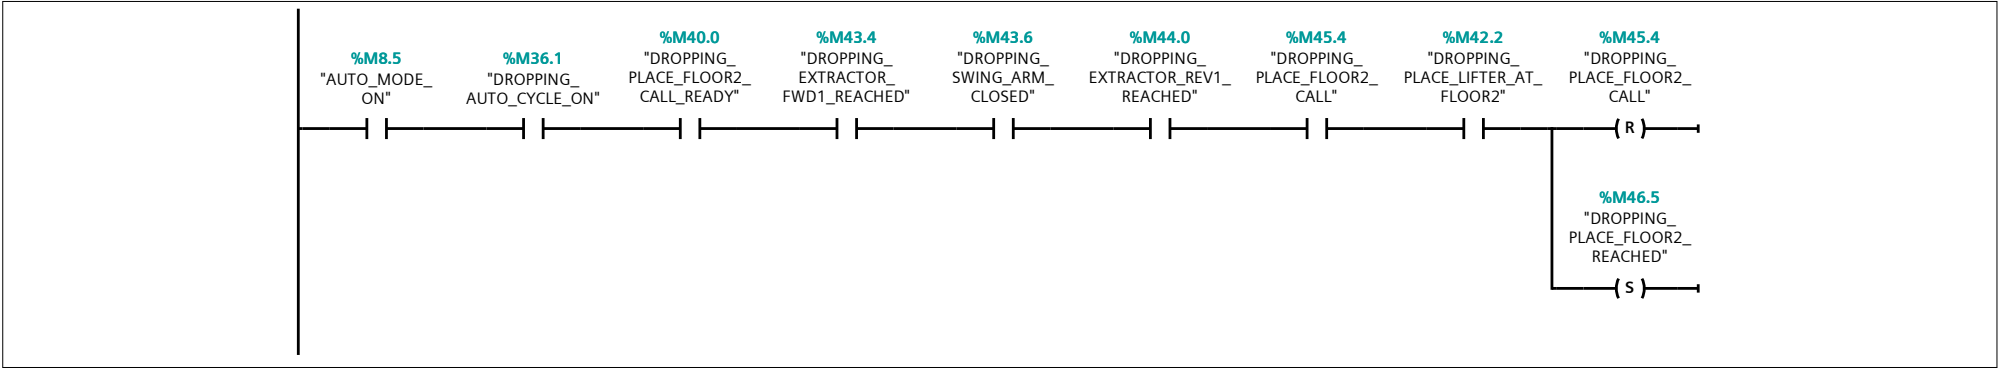 %M8.5
"AUTO_MODE_
ON"
%M36.1
"DROPPING_
AUTO_CYCLE_ON"
%M40.0
"DROPPING_
PLACE_FLOOR2_
CALL_READY"
%M43.4
"DROPPING_
EXTRACTOR_
FWD1_REACHED"
%M43.6
"DROPPING_
SWING_ARM_
CLOSED"
%M44.0
"DROPPING_
EXTRACTOR_REV1_
REACHED"
%M45.4
"DROPPING_
PLACE_FLOOR2_
CALL"
%M42.2
"DROPPING_
PLACE_LIFTER_AT_
FLOOR2"
%M45.4
"DROPPING_
PLACE_FLOOR2_
CALL"
R
%M46.5
"DROPPING_
PLACE_FLOOR2_
REACHED"
S